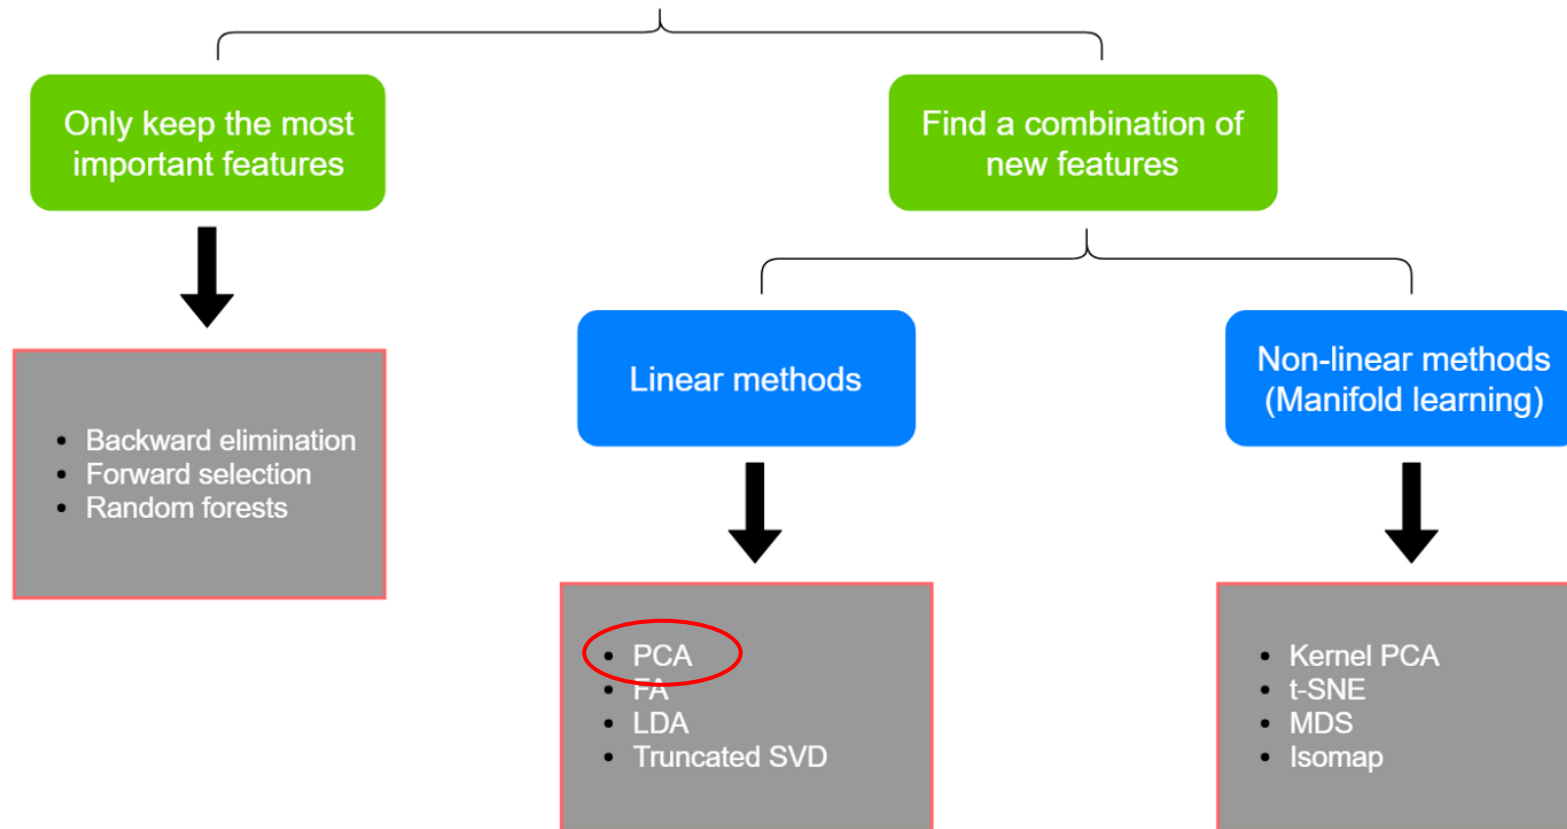 Only keep the most
important features
Find a combination of
new features
Linear methods
Non-linear methods
(Manifold learning)
• Backward elimination
• Forward selection
• Random forests
• PCA
• FA
• LDA
• Truncated SVD
• Kernel PCA
• t-SNE
• MDS
• Isomap